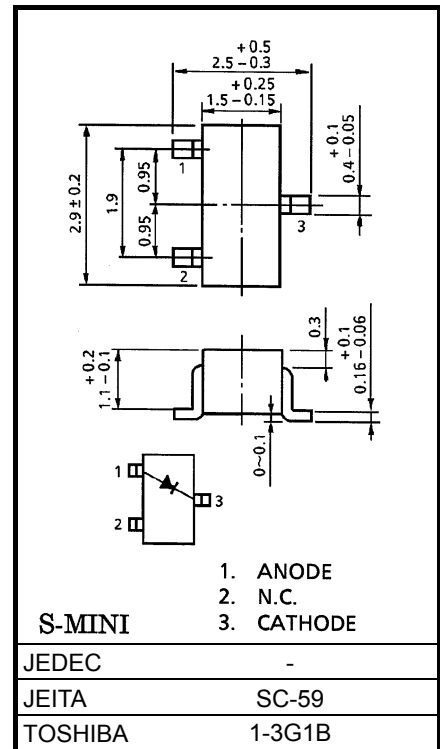 +0.5
2.5 – 0.3
+0.25
1.5 – 0.15
2.9 ± 0.2
1.9
0.95
0.95
+0.1
0.4 – 0.05
1
2
3
+0.2
1.1 – 0.1
0.3
+0.1
0.16 – 0.06
0~0.1
1
2
3
1. ANODE
2. N.C.
S-MINI 3. CATHODE
JEDEC -
JEITA SC-59
TOSHIBA 1-3G1B